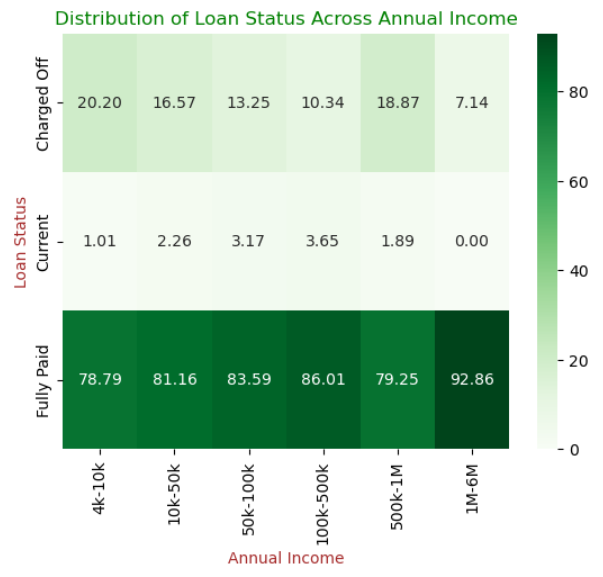 Distribution of Loan Status Across Annual Income
Loan Status
Charged Off
20.20 16.57 13.25 10.34 18.87 7.14
Current
1.01 2.26 3.17 3.65 1.89 0.00
Fully Paid
78.79 81.16 83.59 86.01 79.25 92.86
4k-10k
10k-50k
50k-100k
100k-500k
500k-1M
1M-6M
Annual Income
80
60
40
20
0